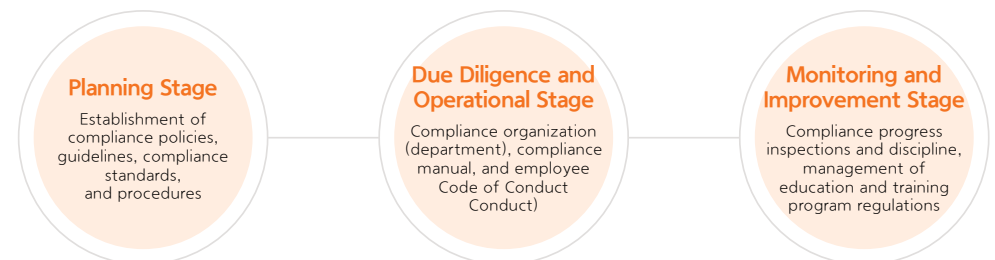 Planning Stage
Establishment of
compliance policies,
guidelines, compliance
standards,
and procedures
Due Diligence and
Operational Stage
Compliance organization
(department), compliance
manual, and employee
Code of Conduct
Conduct)
Monitoring and
Improvement Stage
Compliance progress
inspections and discipline,
management of
education and training
program regulations